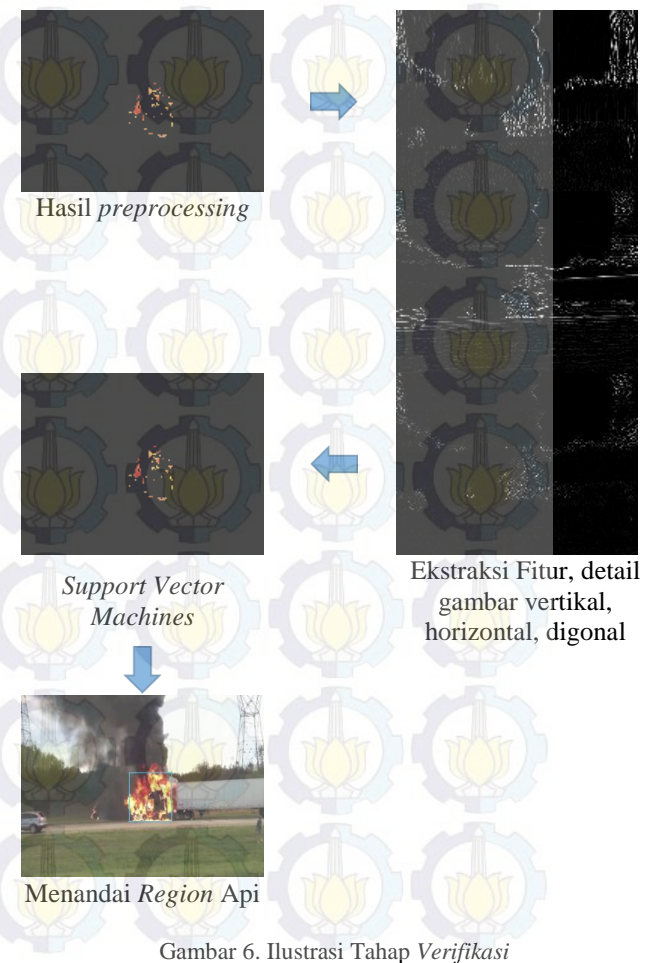 Hasil preprocessing
Ekstraksi Fitur, detail
gambar vertikal,
horizontal, digonal
Support Vector
Machines
Menandai Region Api
Gambar 6. Ilustrasi Tahap Verifikasi